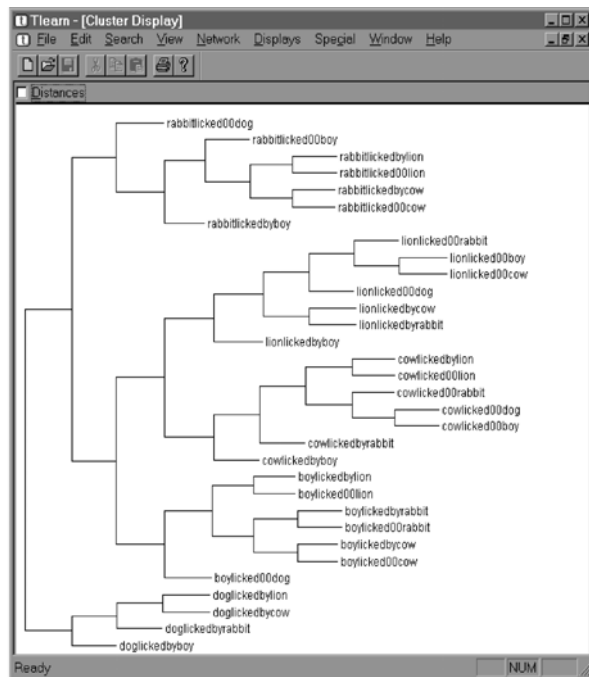 Tlearn - [Cluster Display]
File Edit Search View Network Displays Special Window Help
Distances
rabbitlicked00dog
rabbitlicked00boy
rabbitlickedbylion
rabbitlicked00lion
rabbitlickedbycow
rabbitlicked00cow
rabbitlickedbyboy
lionlicked00rabbit
lionlicked00boy
lionlicked00cow
lionlicked00dog
lionlickedbycow
lionlickedbyrabbit
lionlickedbyboy
cowlickedbylion
cowlicked00lion
cowlicked00rabbit
cowlicked00dog
cowlicked00boy
cowlickedbyrabbit
cowlickedbyboy
boylickedbylion
boylicked00lion
boylickedbyrabbit
boylicked00rabbit
boylickedbycow
boylicked00cow
boylicked00dog
doglickedbylion
doglickedbycow
doglickedbyrabbit
doglickedbyboy
Ready NUM